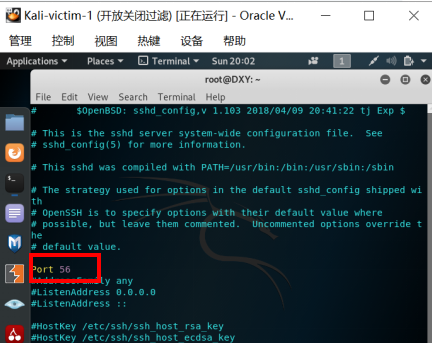 Kali-victim-1 (开放关闭过滤) [正在运行] - Oracle V...
管理 控制 视图 热键 设备 帮助
Applications Places Terminal Sun 20:02 1
root@DXY: ~
File Edit View Search Terminal Help
# $OpenBSD: sshd_config,v 1.103 2018/04/09 20:41:22 tj Exp $
# This is the sshd server system-wide configuration file. See
# sshd_config(5) for more information.
# This sshd was compiled with PATH=/usr/bin:/bin:/usr/sbin:/sbin
# The strategy used for options in the default sshd_config shipped wi
th
# OpenSSH is to specify options with their default value where
# possible, but leave them commented. Uncommented options override t
he
# default value.
Port 56
#AddressFamily any
#ListenAddress 0.0.0.0
#ListenAddress ::
#HostKey /etc/ssh/ssh_host_rsa_key
#HostKey /etc/ssh/ssh_host_ecdsa_key